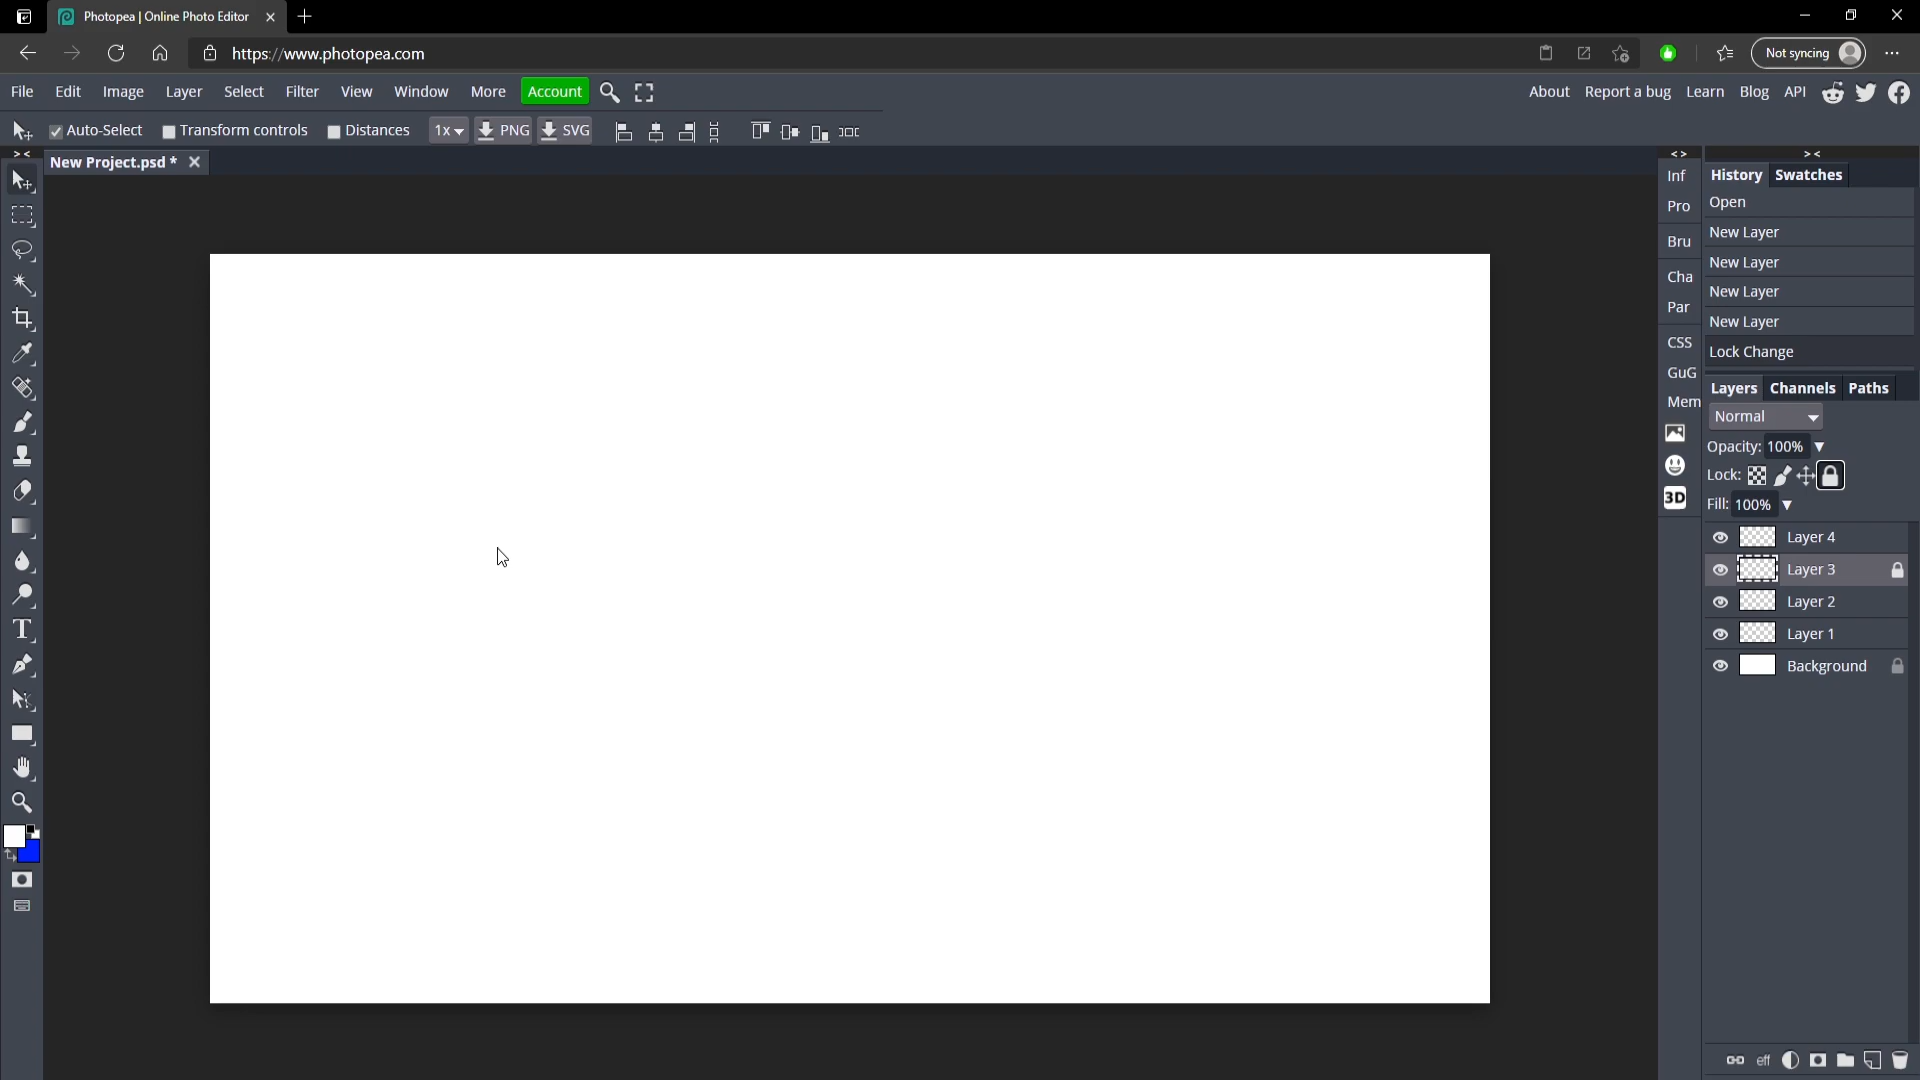 Photopea | Online Photo Editor
https://www.photopea.com
Not syncing
File Edit Image Layer Select Filter View Window More Account
About Report a bug Learn Blog API
Auto-Select Transform controls Distances 1x PNG SVG
New Project.psd *
Inf
Pro
Bru
Cha
Par
CSS
GuG
Mem
3D
History Swatches
Open
New Layer
New Layer
New Layer
New Layer
Lock Change
Layers Channels Paths
Normal
Opacity: 100%
Lock:
Fill: 100%
Layer 4
Layer 3
Layer 2
Layer 1
Background
eff